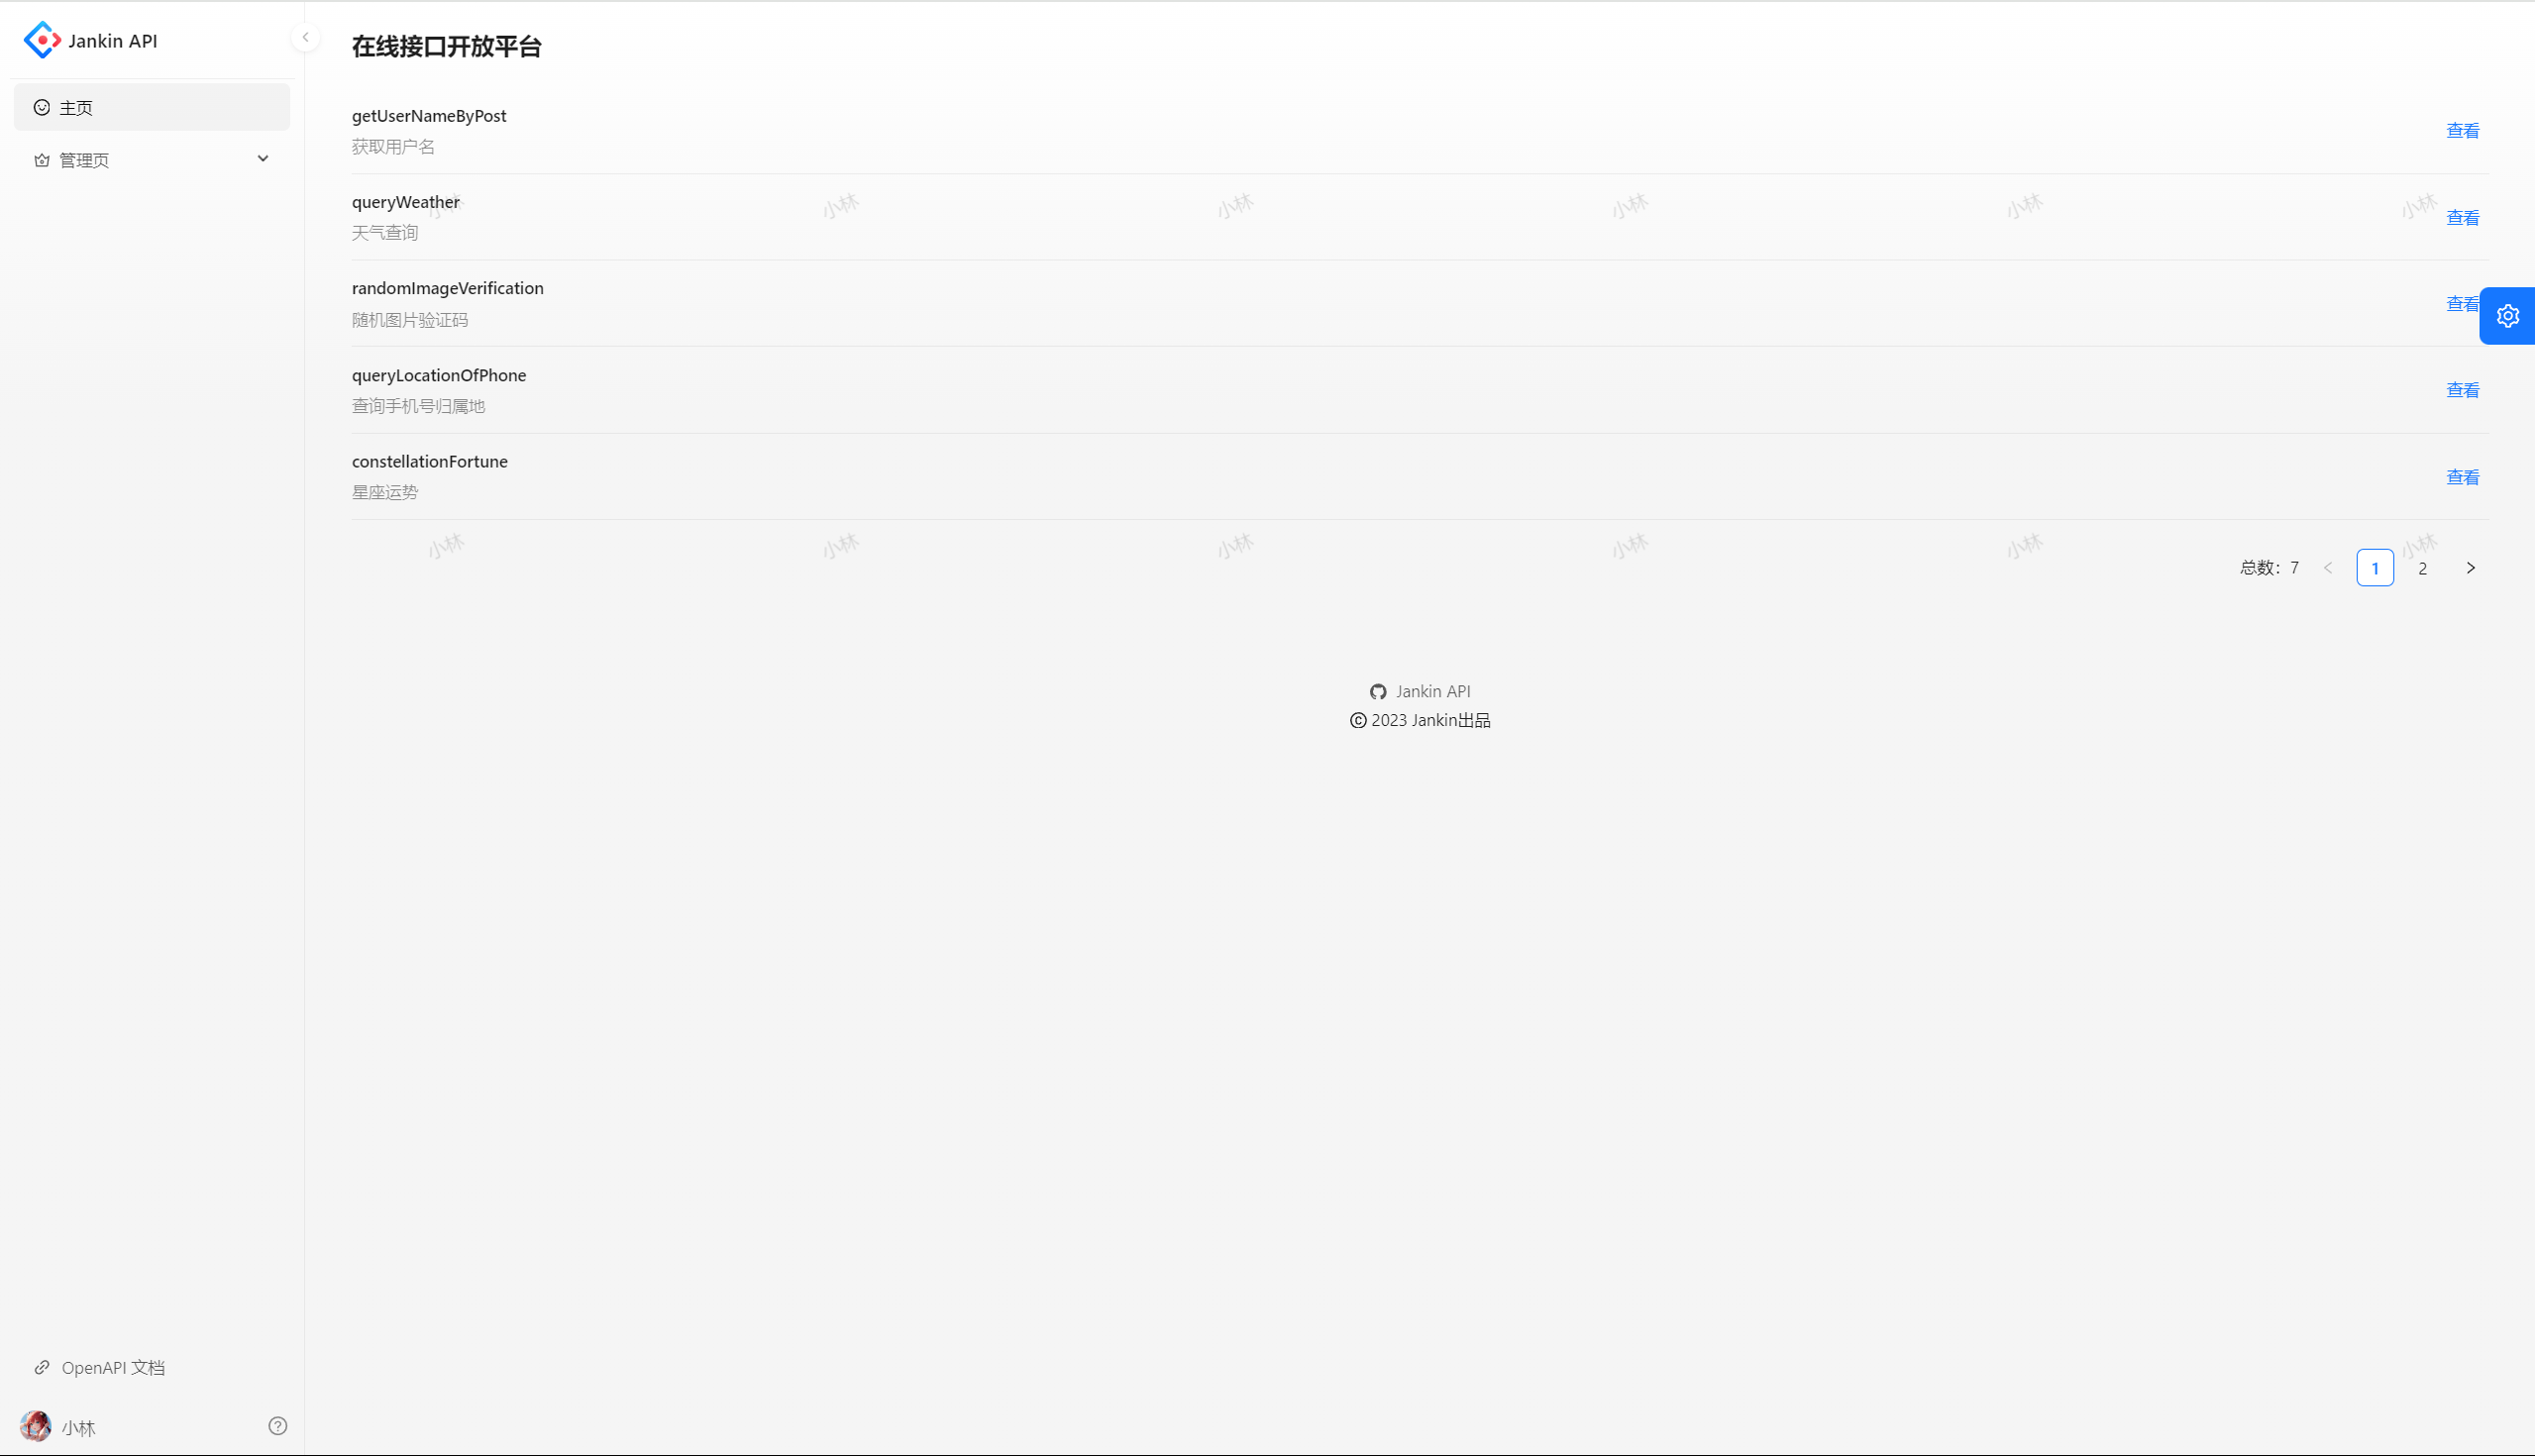 Jankin API
主页
管理页
在线接口开放平台
getUserNameByPost
获取用户名
查看
queryWeather
天气查询
查看
小林 小林 小林 小林 小林 小林
randomImageVerification
随机图片验证码
查看
queryLocationOfPhone
查询手机号归属地
查看
constellationFortune
星座运势
查看
小林 小林 小林 小林 小林 小林
总数：7 1 2
Jankin API
© 2023 Jankin出品
OpenAPI 文档
小林